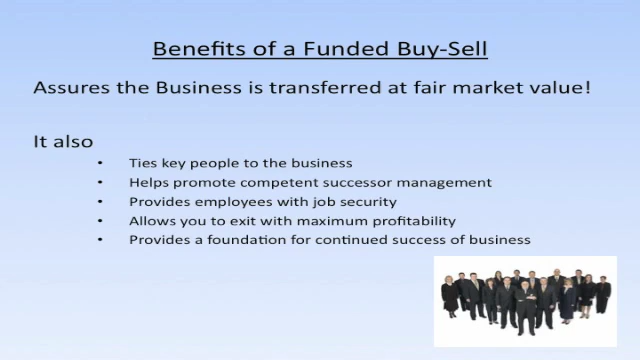 Benefits of a Funded Buy-Sell
Assures the Business is transferred at fair market value!
It also
• Ties key people to the business
• Helps promote competent successor management
• Provides employees with job security
• Allows you to exit with maximum profitability
• Provides a foundation for continued success of business